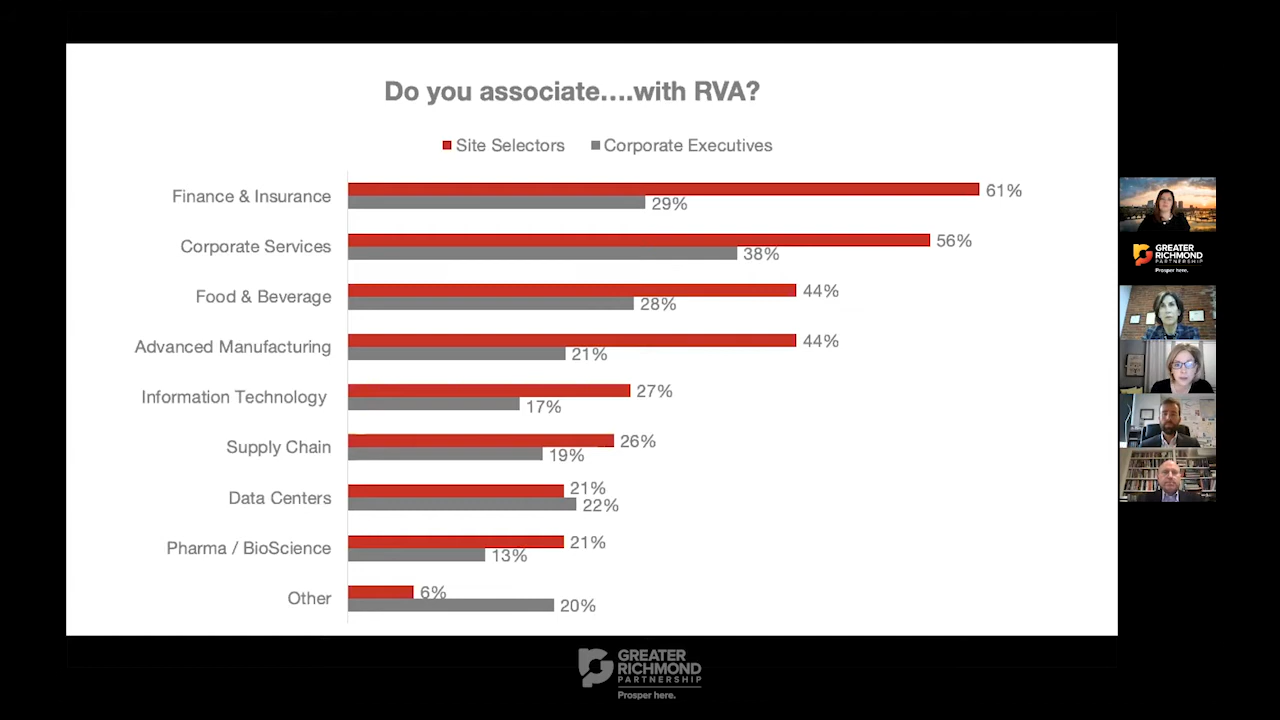 Do you associate....with RVA?
Site Selectors
Corporate Executives
Finance & Insurance
61%
29%
Corporate Services
56%
38%
Food & Beverage
44%
28%
Advanced Manufacturing
44%
21%
Information Technology
27%
17%
Supply Chain
26%
19%
Data Centers
21%
22%
Pharma / BioScience
21%
13%
Other
6%
20%
GREATER
RICHMOND
PARTNERSHIP
Prosper here.
GREATER
RICHMOND
PARTNERSHIP
Prosper here.